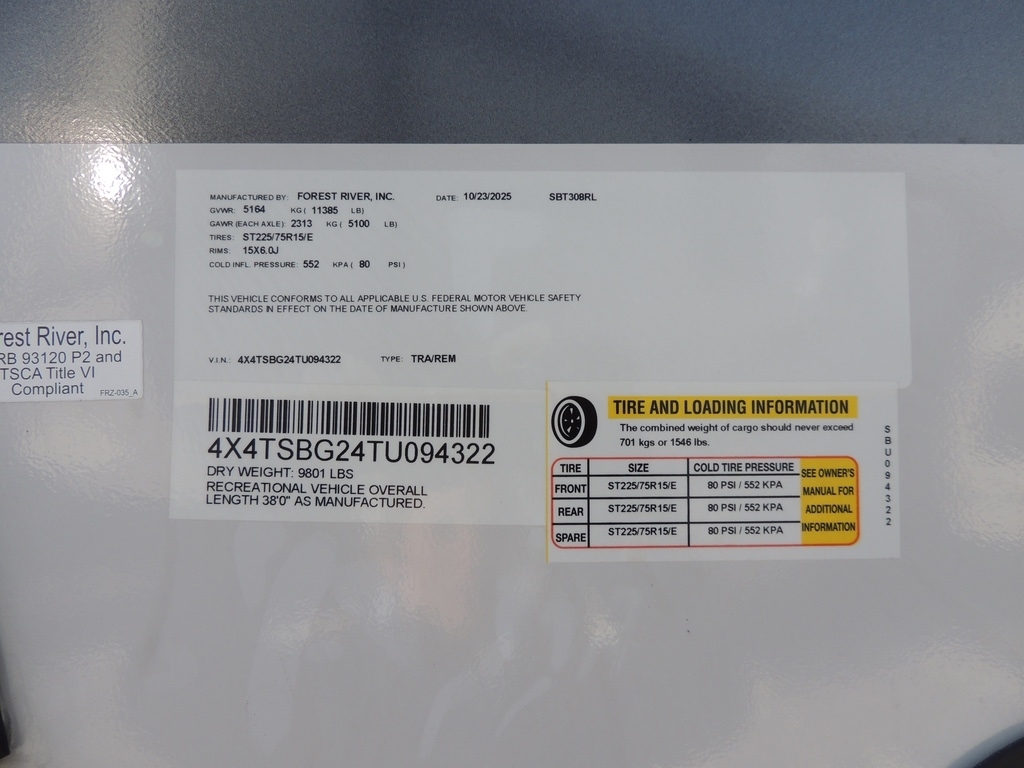 MANUFACTURED BY: FOREST RIVER, INC. DATE: 10/23/2025 SBT308RL
GVWR: 5164 KG ( 11385 LB)
GAWR (EACH AXLE): 2313 KG ( 5100 LB)
TIRES: ST225/75R15/E
RIMS: 15X6.0J
COLD INFL. PRESSURE: 552 KPA ( 80 PSI )
THIS VEHICLE CONFORMS TO ALL APPLICABLE U.S. FEDERAL MOTOR VEHICLE SAFETY
STANDARDS IN EFFECT ON THE DATE OF MANUFACTURE SHOWN ABOVE.
V.I.N.: 4X4TSBG24TU094322 TYPE: TRA/REM
rest River, Inc.
RB 93120 P2 and
TSCA Title VI
Compliant FRZ-035_A
4X4TSBG24TU094322
DRY WEIGHT: 9801 LBS
RECREATIONAL VEHICLE OVERALL
LENGTH 38'0" AS MANUFACTURED.
TIRE AND LOADING INFORMATION
The combined weight of cargo should never exceed
701 kgs or 1546 lbs.
TIRE SIZE COLD TIRE PRESSURE
FRONT ST225/75R15/E 80 PSI / 552 KPA
REAR ST225/75R15/E 80 PSI / 552 KPA
SPARE ST225/75R15/E 80 PSI / 552 KPA
SEE OWNER'S
MANUAL FOR
ADDITIONAL
INFORMATION
SBU094322